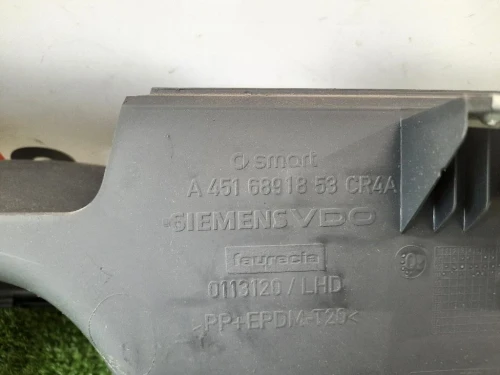 smart
A 451 689 18 53 CR4A
SIEMENS VDO
faurecia
0113120 / LHD
>PP+EPDM-T20<